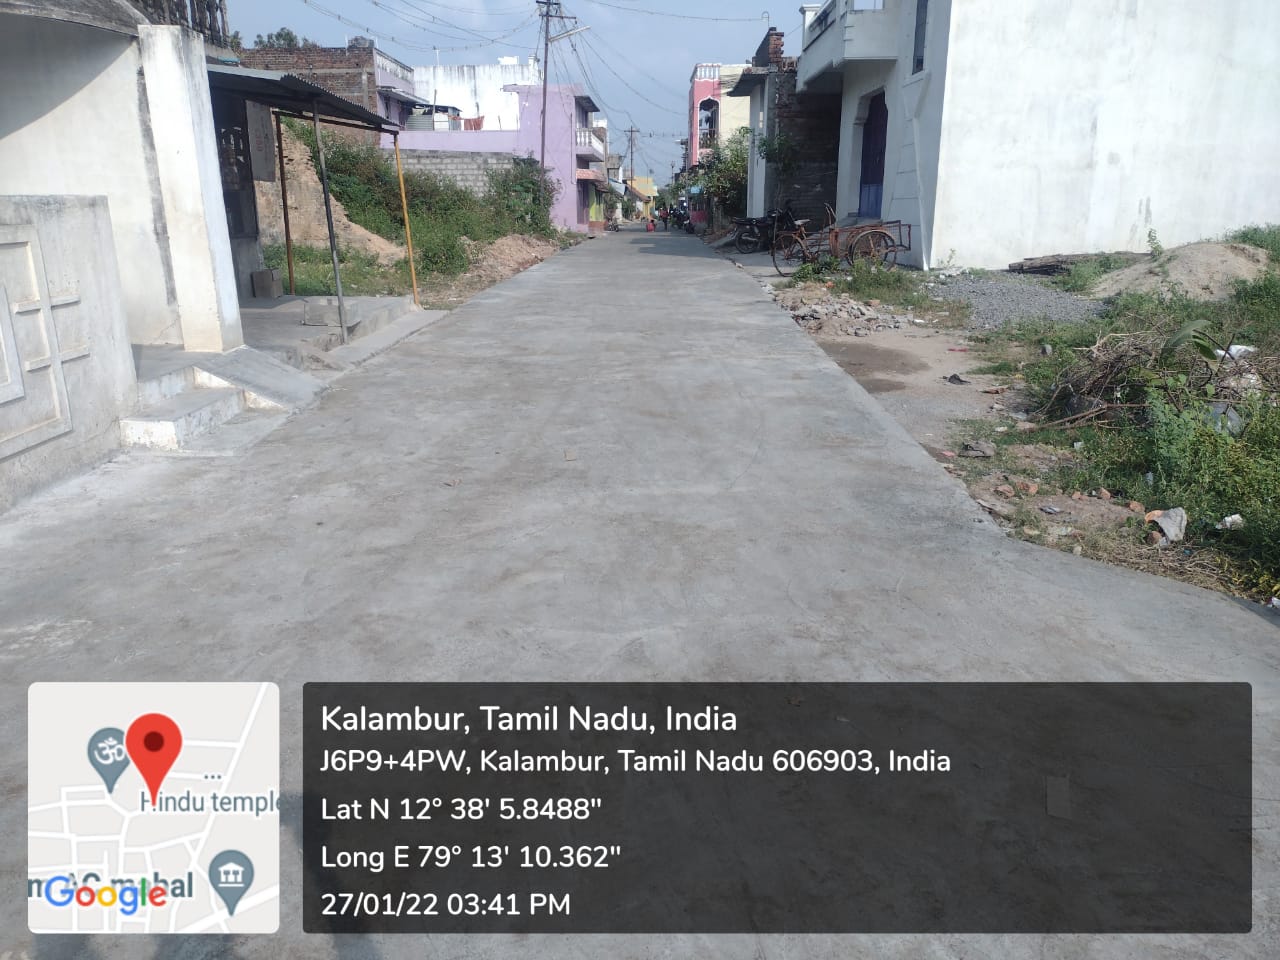 Kalambur, Tamil Nadu, India
J6P9+4PW, Kalambur, Tamil Nadu 606903, India
Lat N 12° 38' 5.8488"
Long E 79° 13' 10.362"
27/01/22 03:41 PM
ॐ
...
Hindu temple
Google